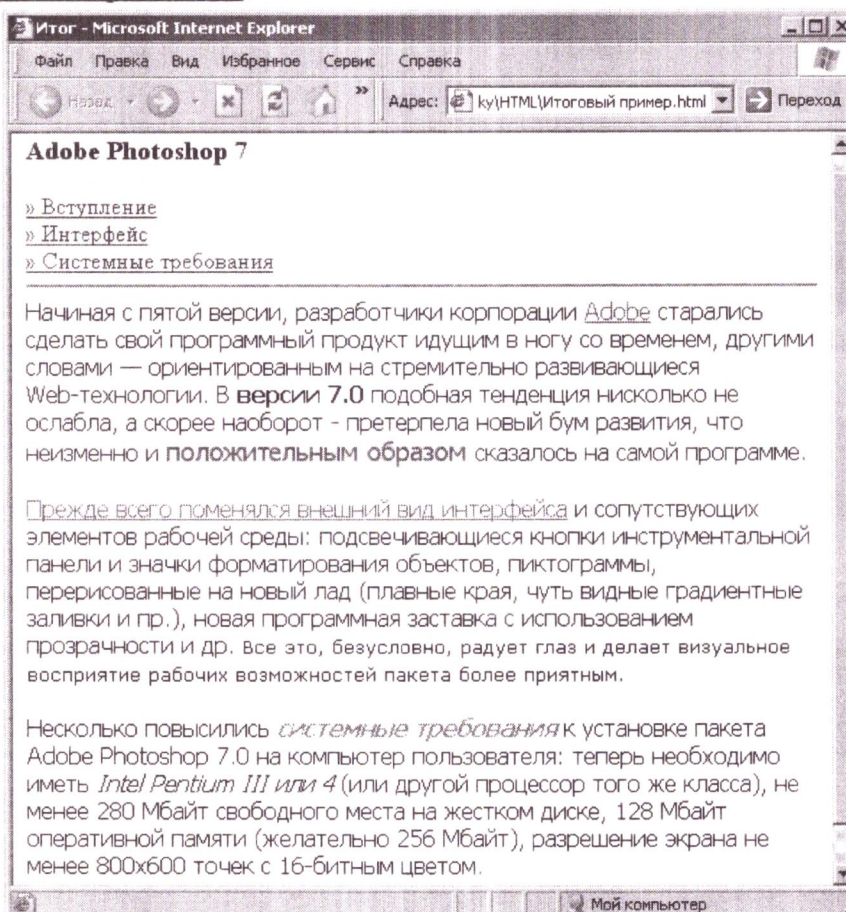 Итог - Microsoft Internet Explorer
Файл Правка Вид Избранное Сервис Справка
Назад » Адрес: ky\HTML\Итоговый пример.html Переход
Adobe Photoshop 7
» Вступление
» Интерфейс
» Системные требования
Начиная с пятой версии, разработчики корпорации Adobe старались
сделать свой программный продукт идущим в ногу со временем, другими
словами — ориентированным на стремительно развивающиеся
Web-технологии. В версии 7.0 подобная тенденция нисколько не
ослабла, а скорее наоборот - претерпела новый бум развития, что
неизменно и положительным образом сказалось на самой программе.
Прежде всего поменялся внешний вид интерфейса и сопутствующих
элементов рабочей среды: подсвечивающиеся кнопки инструментальной
панели и значки форматирования объектов, пиктограммы,
перерисованные на новый лад (плавные края, чуть видные градиентные
заливки и пр.), новая программная заставка с использованием
прозрачности и др. Все это, безусловно, радует глаз и делает визуальное
восприятие рабочих возможностей пакета более приятным.
Несколько повысились системные требования к установке пакета
Adobe Photoshop 7.0 на компьютер пользователя: теперь необходимо
иметь Intel Pentium III или 4 (или другой процессор того же класса), не
менее 280 Мбайт свободного места на жестком диске, 128 Мбайт
оперативной памяти (желательно 256 Мбайт), разрешение экрана не
менее 800x600 точек с 16-битным цветом.
Мой компьютер